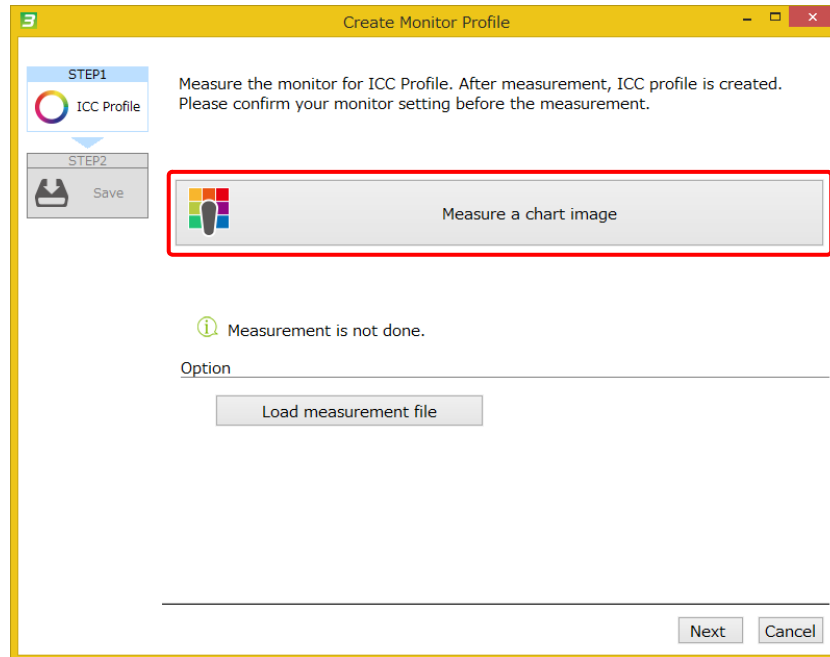 3
Create Monitor Profile
STEP1
ICC Profile
STEP2
Save
Measure the monitor for ICC Profile. After measurement, ICC profile is created.
Please confirm your monitor setting before the measurement.
Measure a chart image
Measurement is not done.
Option
Load measurement file
Next
Cancel